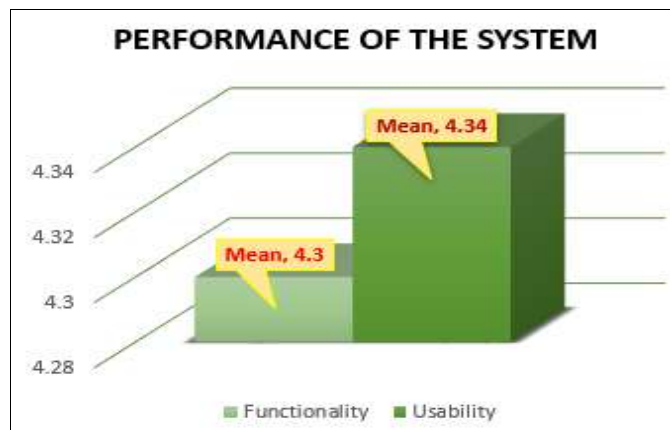 PERFORMANCE OF THE SYSTEM
Mean, 4.34
4.34
4.32
Mean, 4.3
4.3
4.28
Functionality Usability